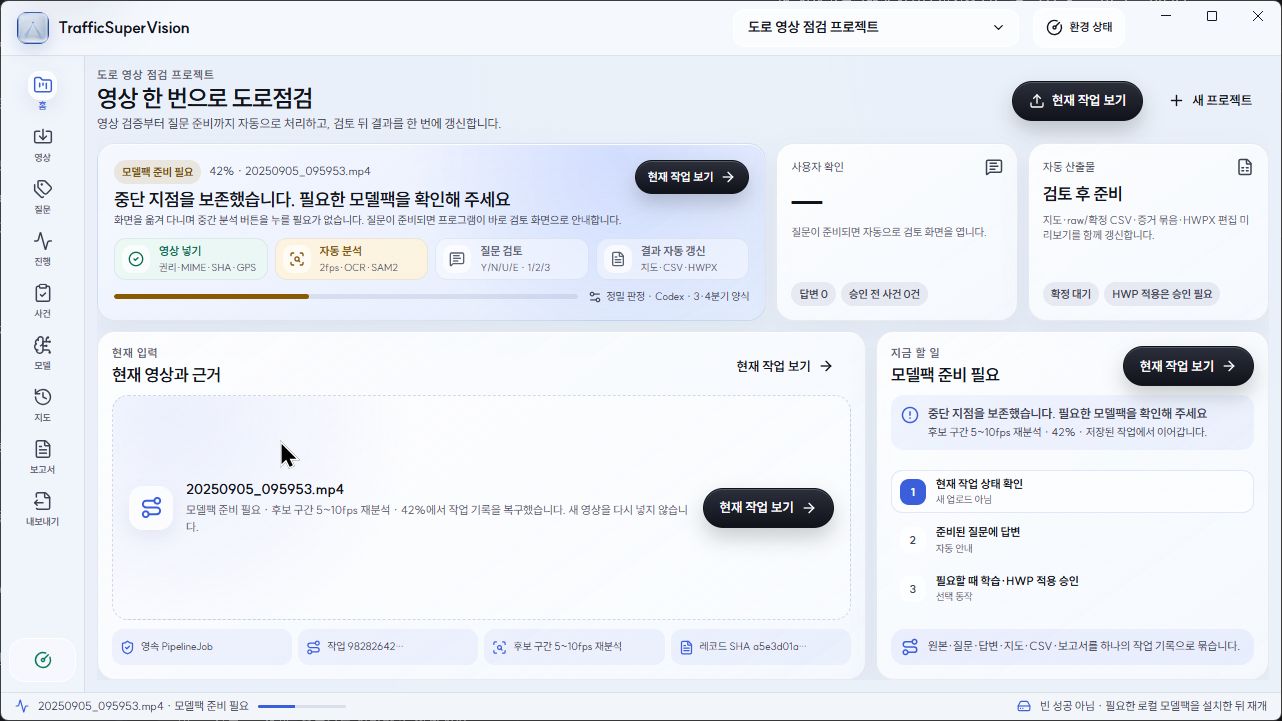 TrafficSuperVision
도로 영상 점검 프로젝트
환경 상태
홈
영상
질문
진행
사건
모델
지도
보고서
내보내기
도로 영상 점검 프로젝트
영상 한 번으로 도로점검
영상 검증부터 질문 준비까지 자동으로 처리하고, 검토 뒤 결과를 한 번에 갱신합니다.
현재 작업 보기
새 프로젝트
모델팩 준비 필요
42% · 20250905_095953.mp4
현재 작업 보기
중단 지점을 보존했습니다. 필요한 모델팩을 확인해 주세요
화면을 옮겨 다니며 중간 분석 버튼을 누를 필요가 없습니다. 질문이 준비되면 프로그램이 바로 검토 화면으로 안내합니다.
영상 넣기
권리·MIME·SHA·GPS
자동 분석
2fps·OCR·SAM2
질문 검토
Y/N/U/E · 1/2/3
결과 자동 갱신
지도·CSV·HWPX
정밀 판정 · Codex · 3·4분기 양식
사용자 확인
—
질문이 준비되면 자동으로 검토 화면을 엽니다.
답변 0
승인 전 사건 0건
자동 산출물
검토 후 준비
지도·raw/확정 CSV·증거 묶음·HWPX 편집 미
리보기를 함께 갱신합니다.
확정 대기
HWP 적용은 승인 필요
현재 입력
현재 영상과 근거
현재 작업 보기
20250905_095953.mp4
모델팩 준비 필요 · 후보 구간 5~10fps 재분석 · 42%에서 작업 기록을 복구했습니다. 새 영상을 다시 넣지 않습니
다.
현재 작업 보기
영속 PipelineJob
작업 98282642…
후보 구간 5~10fps 재분석
레코드 SHA a5e3d01a…
지금 할 일
모델팩 준비 필요
현재 작업 보기
중단 지점을 보존했습니다. 필요한 모델팩을 확인해 주세요
후보 구간 5~10fps 재분석 · 42% · 저장된 작업에서 이어갑니다.
1
현재 작업 상태 확인
새 업로드 아님
2
준비된 질문에 답변
자동 안내
3
필요할 때 학습·HWP 적용 승인
선택 동작
원본·질문·답변·지도·CSV·보고서를 하나의 작업 기록으로 묶습니다.
20250905_095953.mp4 · 모델팩 준비 필요
빈 성공 아님 · 필요한 로컬 모델팩을 설치한 뒤 재개